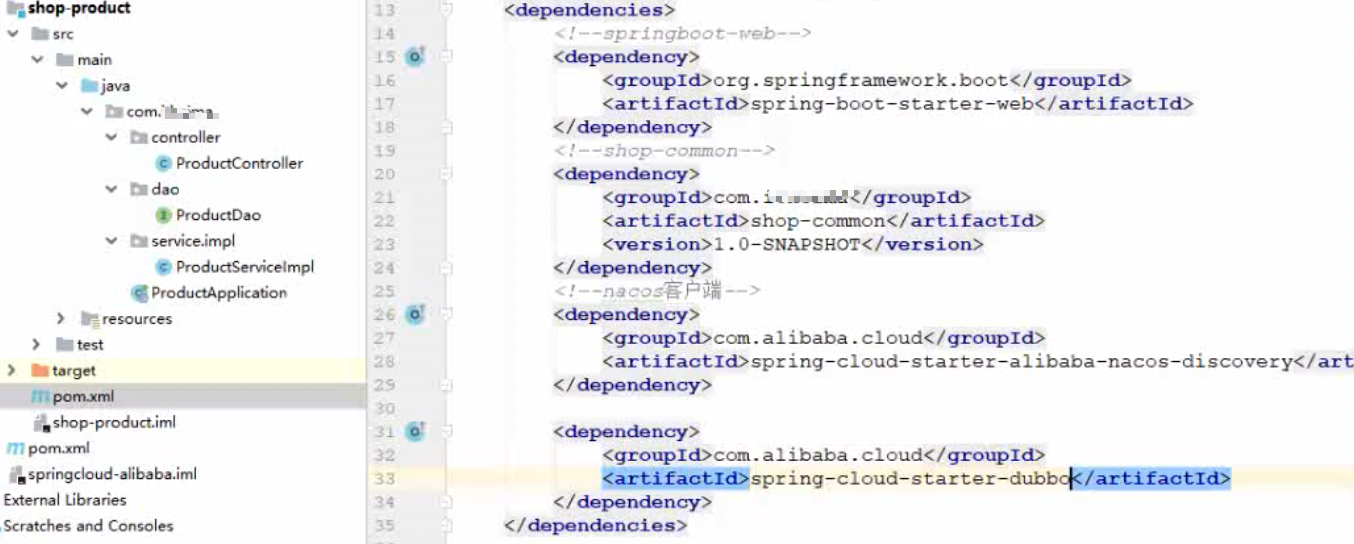 shop-product
src
main
java
com.
controller
ProductController
dao
ProductDao
service.impl
ProductServiceImpl
ProductApplication
resources
test
target
pom.xml
shop-product.iml
pom.xml
springcloud-alibaba.iml
External Libraries
Scratches and Consoles
13 <dependencies>
14 <!--springboot-web-->
15 <dependency>
16 <groupId>org.springframework.boot</groupId>
17 <artifactId>spring-boot-starter-web</artifactId>
18 </dependency>
19 <!--shop-common-->
20 <dependency>
21 <groupId>com.</groupId>
22 <artifactId>shop-common</artifactId>
23 <version>1.0-SNAPSHOT</version>
24 </dependency>
25 <!--nacos客户端-->
26 <dependency>
27 <groupId>com.alibaba.cloud</groupId>
28 <artifactId>spring-cloud-starter-alibaba-nacos-discovery</art
29 </dependency>
30
31 <dependency>
32 <groupId>com.alibaba.cloud</groupId>
33 <artifactId>spring-cloud-starter-dubbo</artifactId>
34 </dependency>
35 </dependencies>